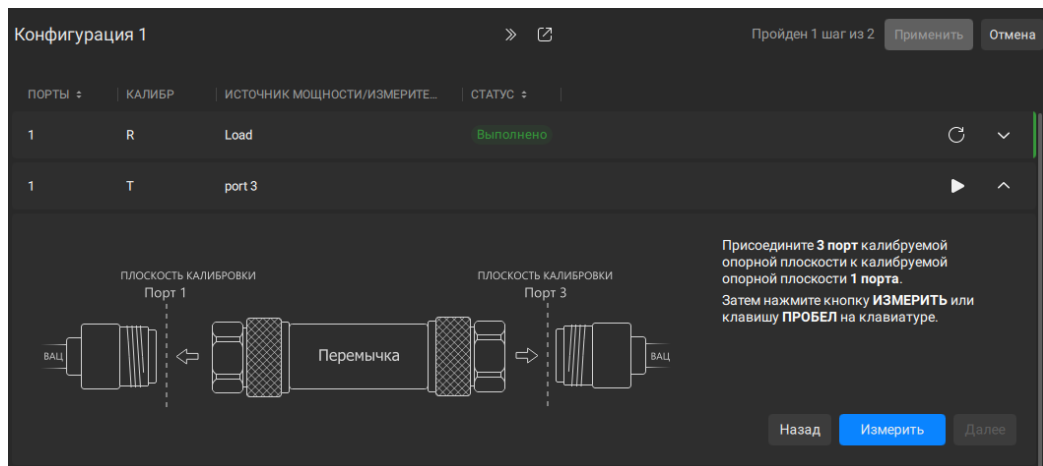 Конфигурация 1
Пройден 1 шаг из 2 Применить Отмена
ПОРТЫ КАЛИБР ИСТОЧНИК МОЩНОСТИ/ИЗМЕРИТЕ... СТАТУС
1 R Load Выполнено
1 T port 3
Присоедините 3 порт калибруемой
опорной плоскости к калибруемой
опорной плоскости 1 порта.
Затем нажмите кнопку ИЗМЕРИТЬ или
клавишу ПРОБЕЛ на клавиатуре.
ПЛОСКОСТЬ КАЛИБРОВКИ ПЛОСКОСТЬ КАЛИБРОВКИ
Порт 1 Порт 3
ВАЦ Перемычка ВАЦ
Назад Измерить Далее